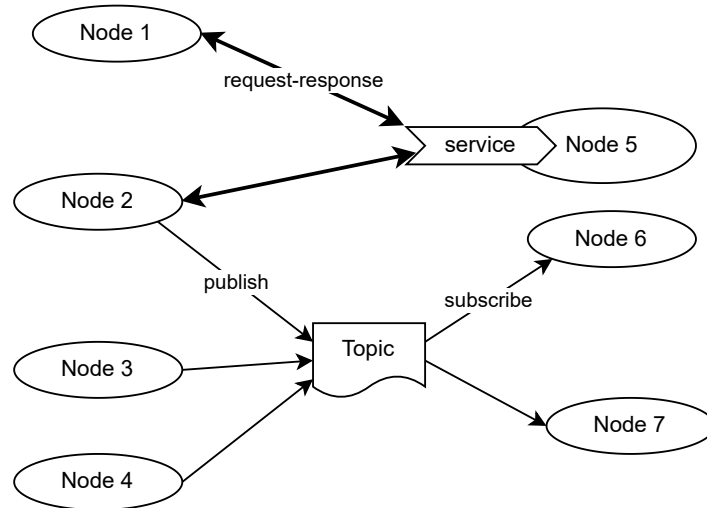 Node 1
request-response
service
Node 5
Node 2
Node 6
publish
subscribe
Topic
Node 3
Node 7
Node 4